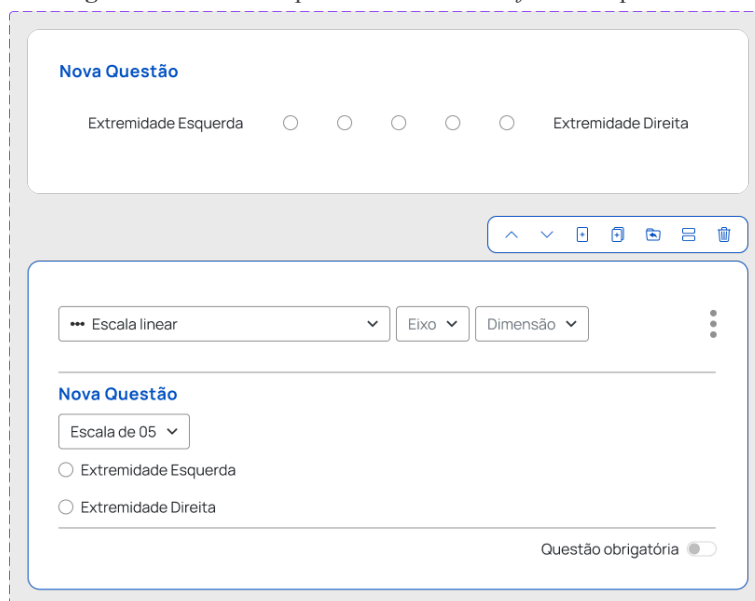 Nova Questão
Extremidade Esquerda Extremidade Direita
Escala linear Eixo Dimensão
Nova Questão
Escala de 05
Extremidade Esquerda
Extremidade Direita
Questão obrigatória